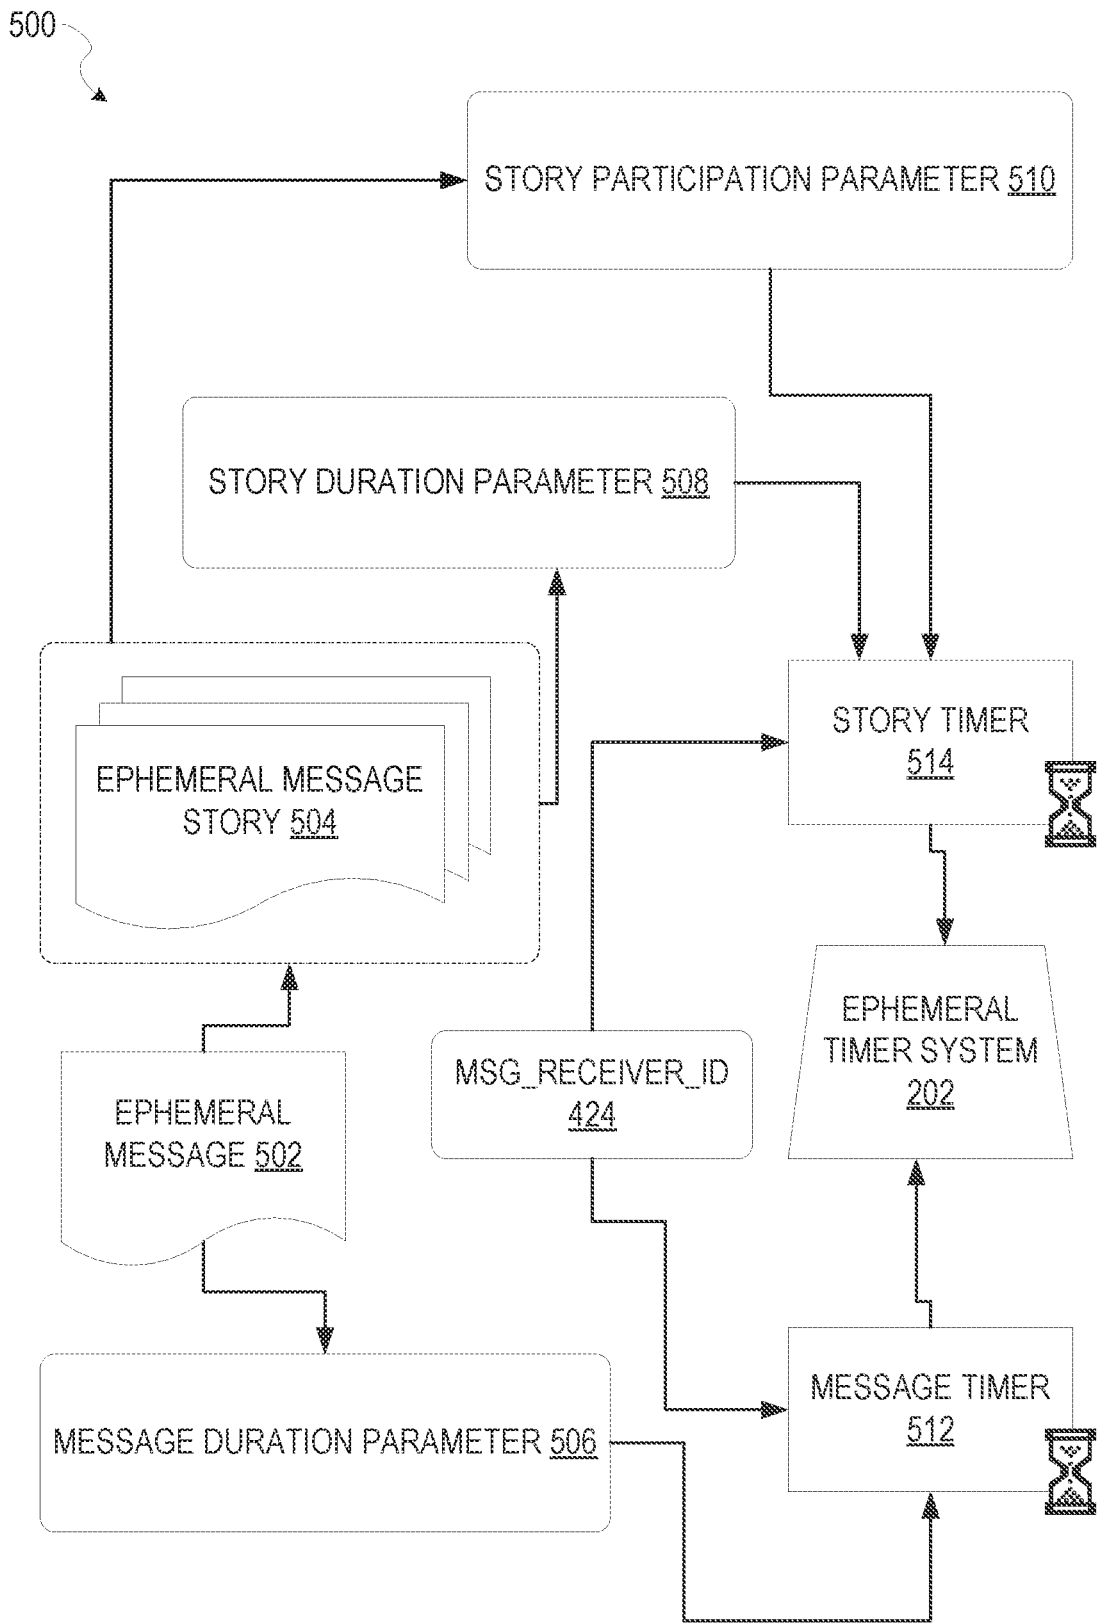 500
STORY PARTICIPATION PARAMETER 510
STORY DURATION PARAMETER 508
EPHEMERAL MESSAGE
STORY 504
STORY TIMER
514
EPHEMERAL
TIMER SYSTEM
202
MSG_RECEIVER_ID
424
EPHEMERAL
MESSAGE 502
MESSAGE TIMER
512
MESSAGE DURATION PARAMETER 506